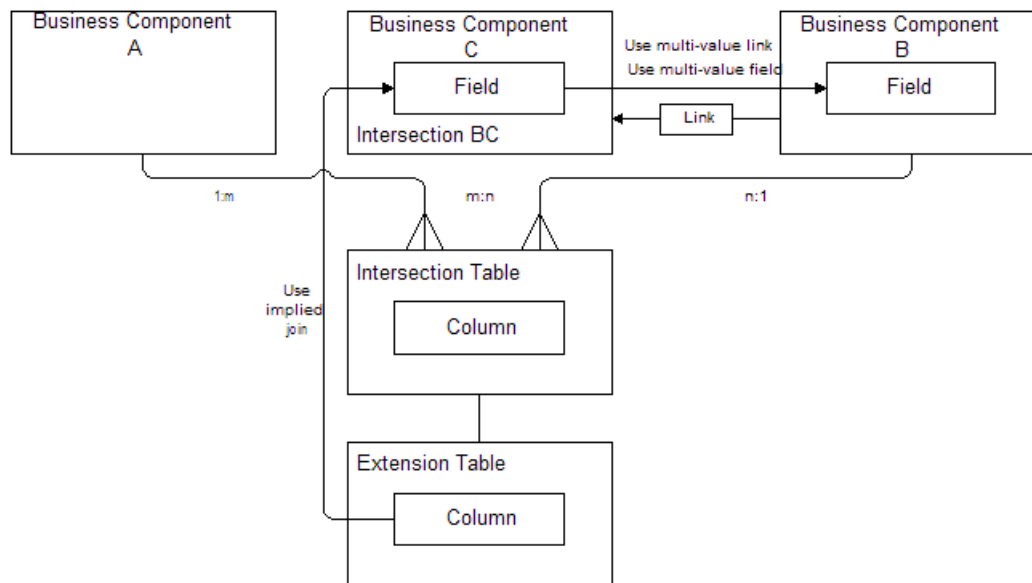 Business Component
A
Business Component
C
Field
Intersection BC
Use multi-value link
Use multi-value field
Link
Business Component
B
Field
1:m
m:n
n:1
Intersection Table
Column
Use
implied
join
Extension Table
Column